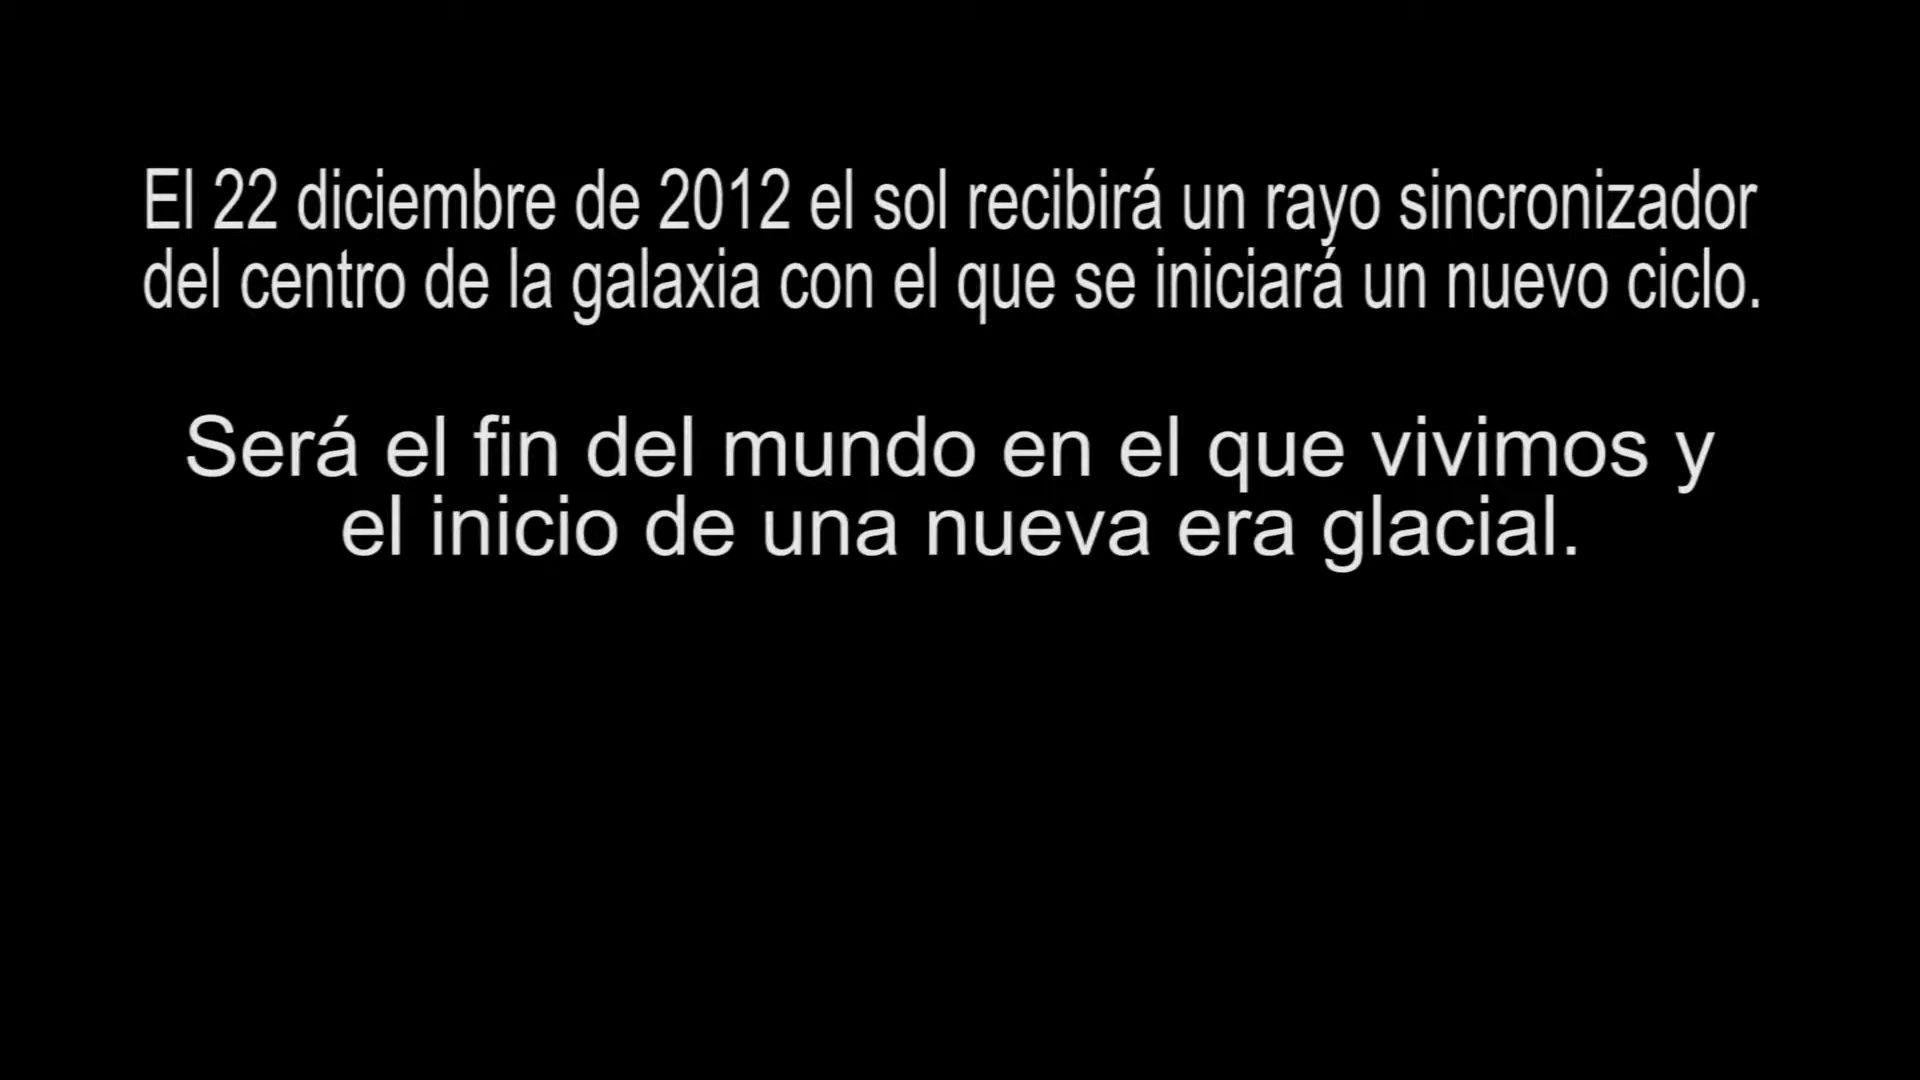 El 22 diciembre de 2012 el sol recibirá un rayo sincronizador
del centro de la galaxia con el que se iniciará un nuevo ciclo.
Será el fin del mundo en el que vivimos y
el inicio de una nueva era glacial.